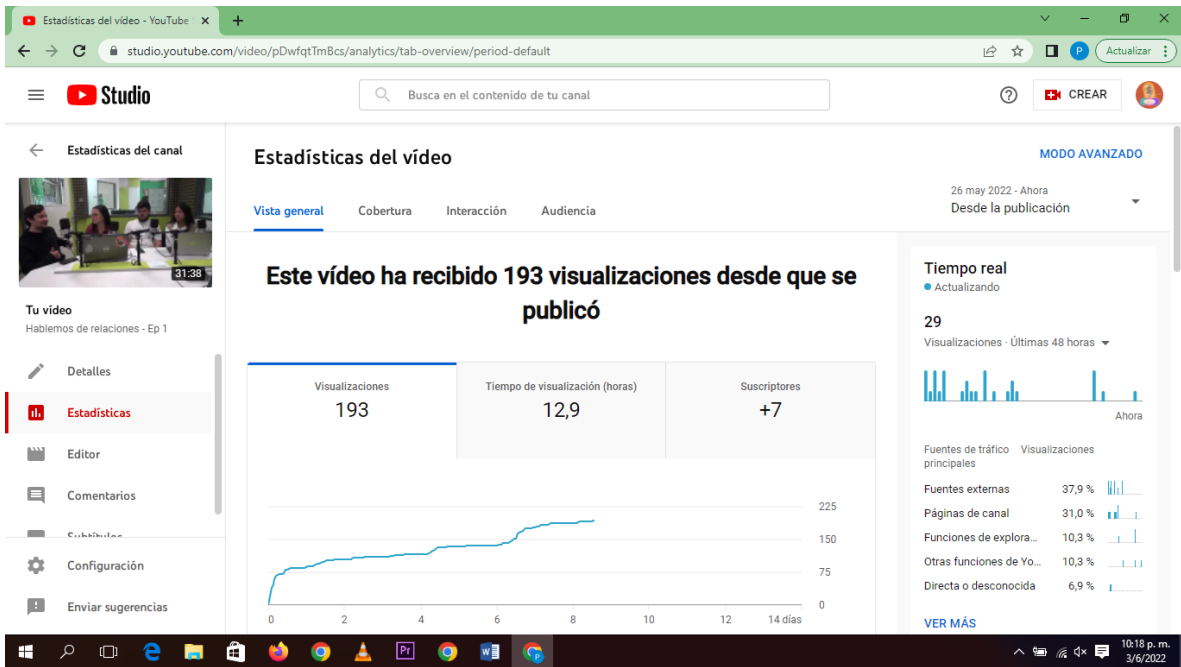 Estadísticas del vídeo - YouTube
studio.youtube.com/video/pDwfqtTmBcs/analytics/tab-overview/period-default
P
Actualizar
Studio
Busca en el contenido de tu canal
CREAR
Estadísticas del canal
31:38
Tu vídeo
Hablemos de relaciones - Ep 1
Detalles
Estadísticas
Editor
Comentarios
Subtítulos
Configuración
Enviar sugerencias
Estadísticas del vídeo
MODO AVANZADO
Vista general
Cobertura
Interacción
Audiencia
26 may 2022 - Ahora
Desde la publicación
Este vídeo ha recibido 193 visualizaciones desde que se
publicó
Visualizaciones
193
Tiempo de visualización (horas)
12,9
Suscriptores
+7
225
150
75
0
0 2 4 6 8 10 12 14 días
Tiempo real
Actualizando
29
Visualizaciones · Últimas 48 horas
Ahora
Fuentes de tráfico Visualizaciones
principales
Fuentes externas 37,9 %
Páginas de canal 31,0 %
Funciones de explora... 10,3 %
Otras funciones de Yo... 10,3 %
Directa o desconocida 6,9 %
VER MÁS
Pr
P
10:18 p. m.
3/6/2022